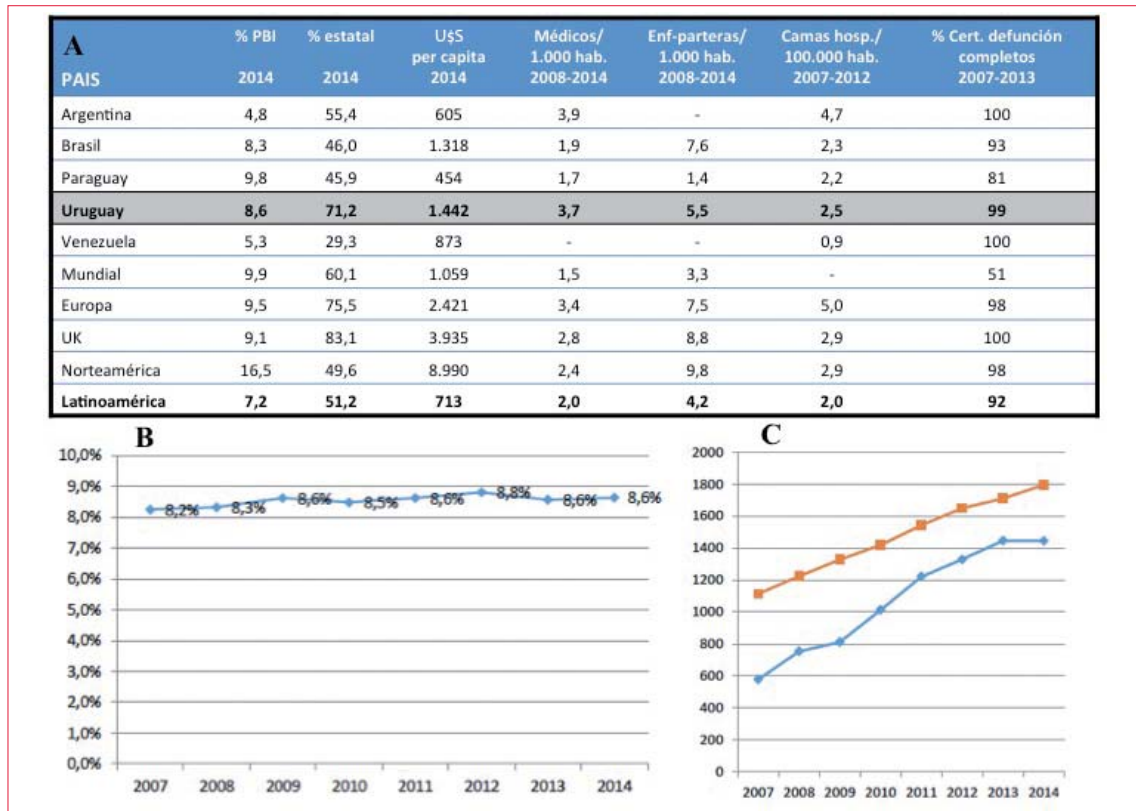 A
PAIS
% PBI 2014
% estatal 2014
U$S per capita 2014
Médicos/ 1.000 hab. 2008-2014
Enf-parteras/ 1.000 hab. 2008-2014
Camas hosp./ 100.000 hab. 2007-2012
% Cert. defunción completos 2007-2013
Argentina 4,8 55,4 605 3,9 - 4,7 100
Brasil 8,3 46,0 1.318 1,9 7,6 2,3 93
Paraguay 9,8 45,9 454 1,7 1,4 2,2 81
Uruguay 8,6 71,2 1.442 3,7 5,5 2,5 99
Venezuela 5,3 29,3 873 - - 0,9 100
Mundial 9,9 60,1 1.059 1,5 3,3 - 51
Europa 9,5 75,5 2.421 3,4 7,5 5,0 98
UK 9,1 83,1 3.935 2,8 8,8 2,9 100
Norteamérica 16,5 49,6 8.990 2,4 9,8 2,9 98
Latinoamérica 7,2 51,2 713 2,0 4,2 2,0 92
B
10,0%
9,0%
8,0%
7,0%
6,0%
5,0%
4,0%
3,0%
2,0%
1,0%
0,0%
8,2% 8,3% 8,6% 8,5% 8,6% 8,8% 8,6% 8,6%
2007 2008 2009 2010 2011 2012 2013 2014
C
2000
1800
1600
1400
1200
1000
800
600
400
200
0
2007 2008 2009 2010 2011 2012 2013 2014